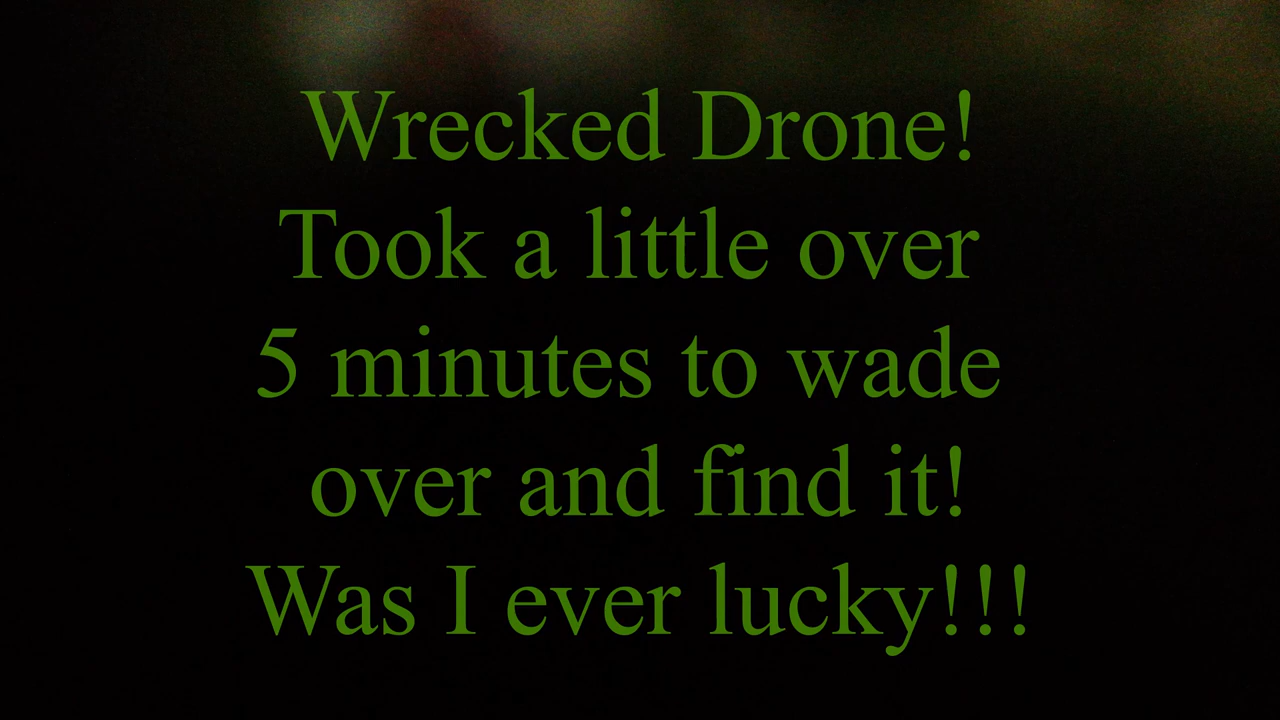 Wrecked Drone!
Took a little over
5 minutes to wade
over and find it!
Was I ever lucky!!!